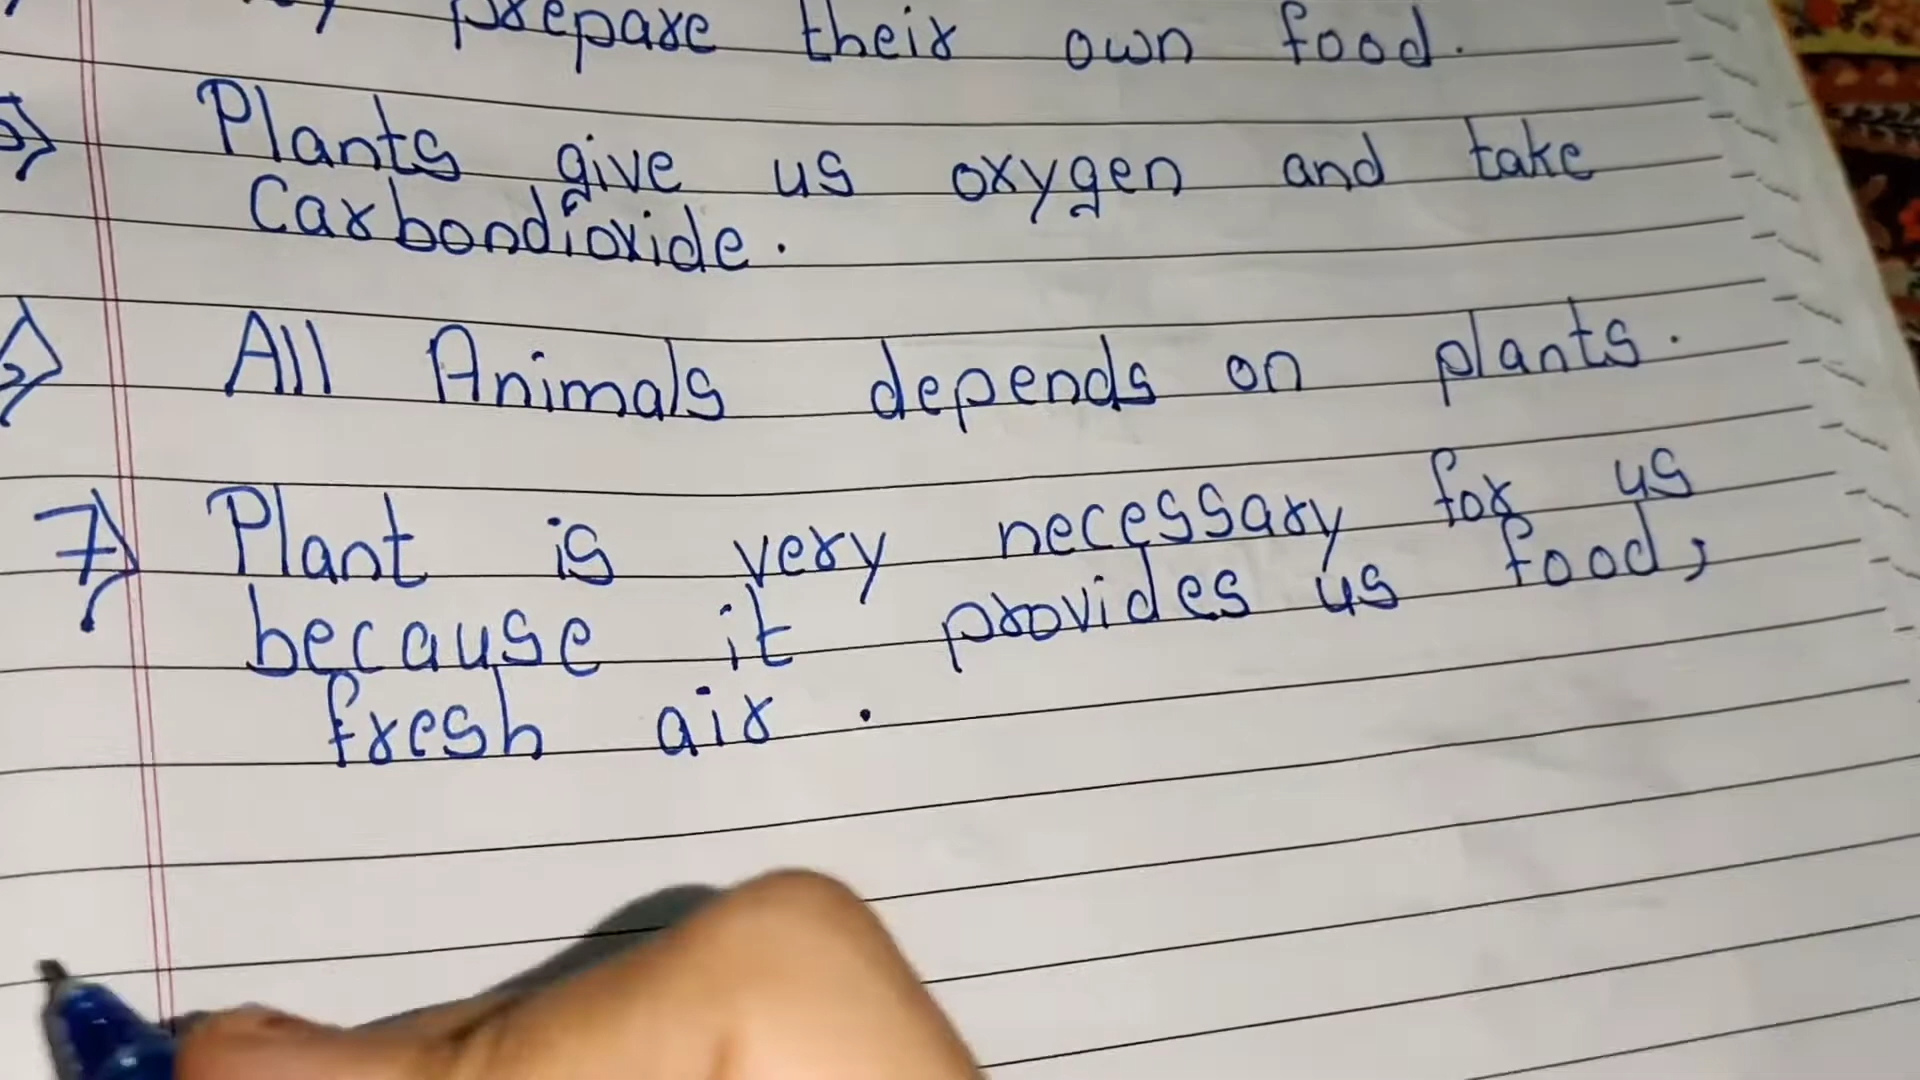 prepare their own food.
Plants give us oxygen and take
Carbondioxide.
All Animals depends on plants.
7) Plant is very necessary for us
because it provides us food,
fresh air.